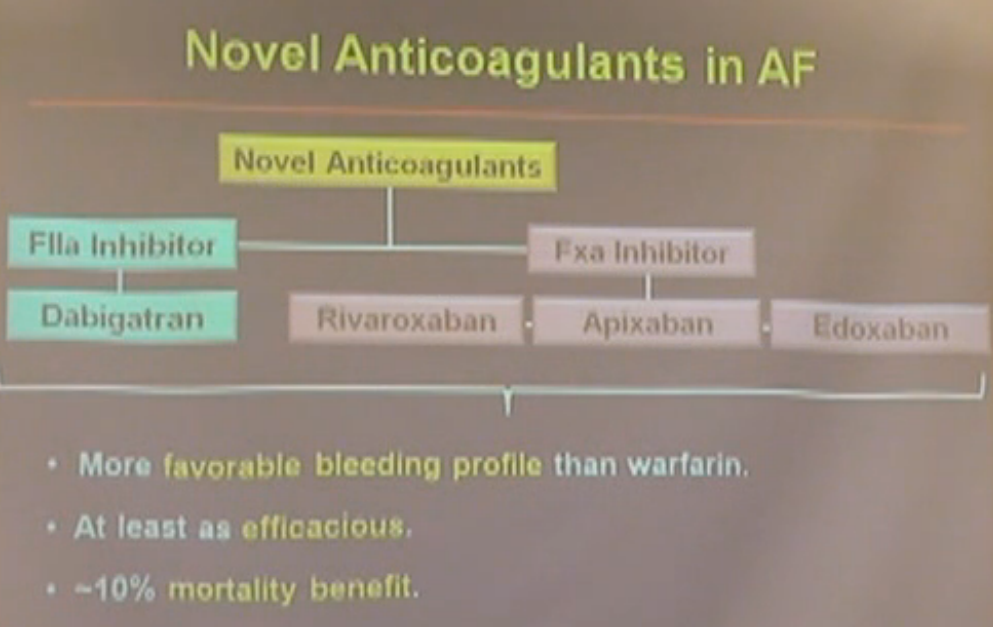 Novel Anticoagulants in AF
Novel Anticoagulants
FIIa Inhibitor
Fxa Inhibitor
Dabigatran
Rivaroxaban
Apixaban
Edoxaban
• More favorable bleeding profile than warfarin.
• At least as efficacious.
• ~10% mortality benefit.